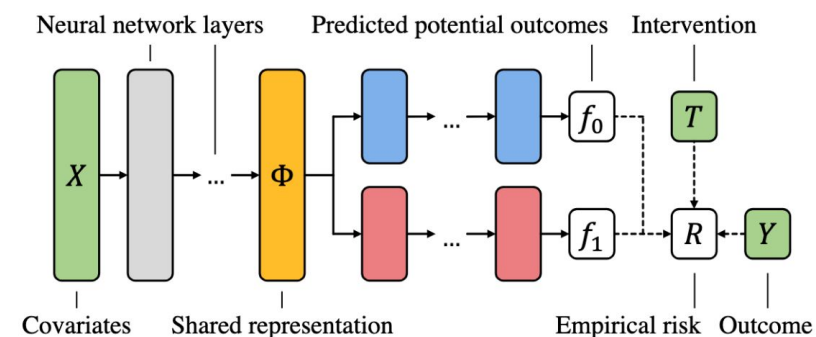 Neural network layers Predicted potential outcomes Intervention
... f₀ T
X ... Φ
... f₁ R Y
Covariates Shared representation Empirical risk Outcome